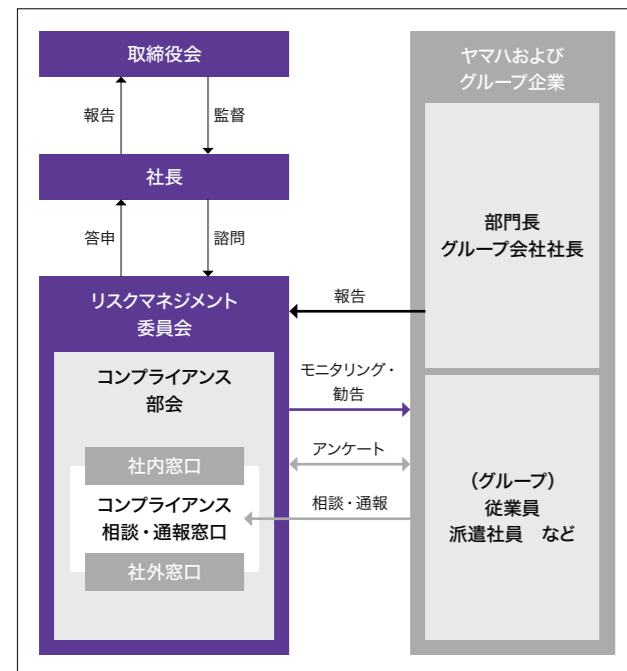 取締役会
報告
監督
社長
答申
諮問
リスクマネジメント
委員会
コンプライアンス
部会
社内窓口
コンプライアンス
相談・通報窓口
社外窓口
報告
モニタリング・
勧告
アンケート
相談・通報
ヤマハおよび
グループ企業
部門長
グループ会社社長
（グループ）
従業員
派遣社員　など